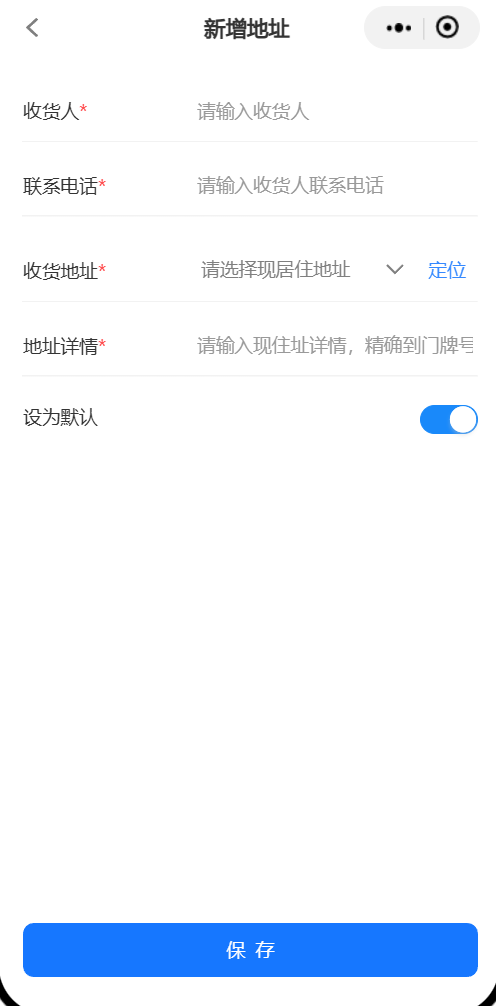 新增地址
收货人* 请输入收货人
联系电话* 请输入收货人联系电话
收货地址* 请选择现居住地址 定位
地址详情* 请输入现住址详情，精确到门牌号
设为默认
保 存